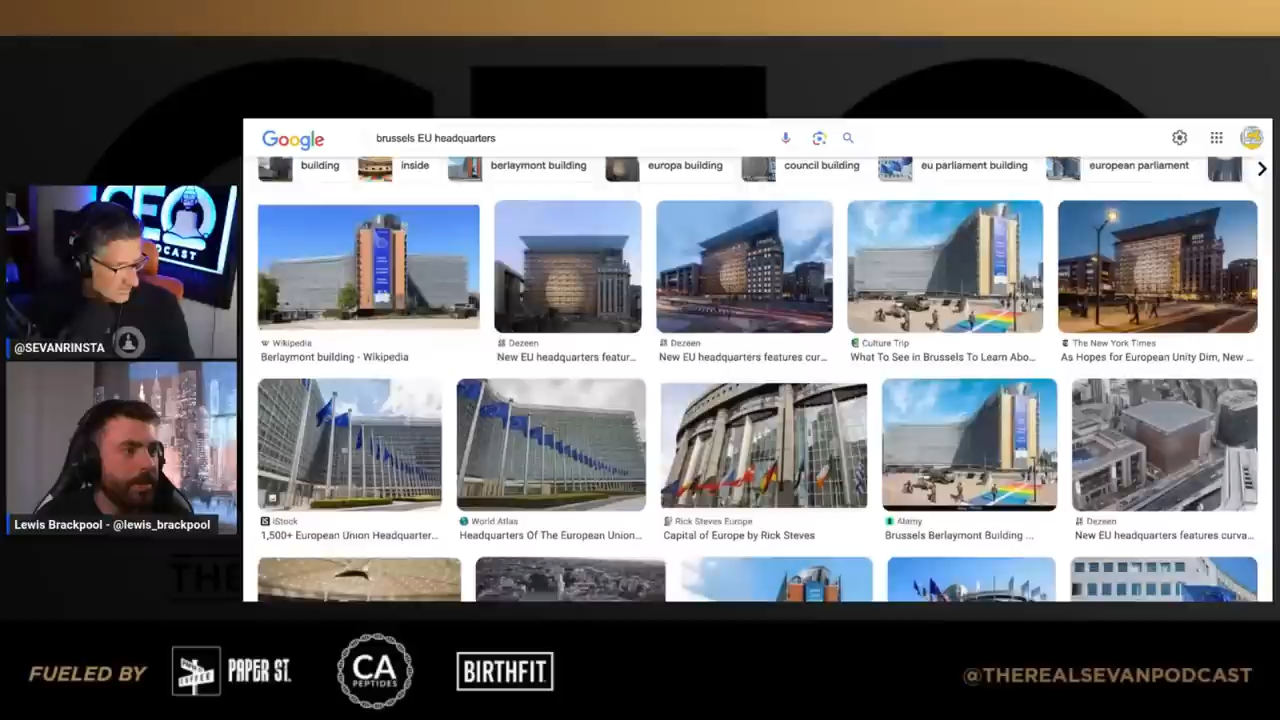 Google
brussels EU headquarters
building
inside
berlaymont building
europa building
council building
eu parliament building
european parliament
Wikipedia
Berlaymont building - Wikipedia
Dezeen
New EU headquarters featur...
Dezeen
New EU headquarters features cur...
Culture Trip
What To See in Brussels To Learn Abo...
The New York Times
As Hopes for European Unity Dim, New ...
iStock
1,500+ European Union Headquarter...
World Atlas
Headquarters Of The European Union...
Rick Steves Europe
Capital of Europe by Rick Steves
Alamy
Brussels Berlaymont Building ...
Dezeen
New EU headquarters features curva...
CEO
PODCAST
@SEVANRINSTA
Lewis Brackpool - @lewis_brackpool
THE
FUELED BY
PAPER ST.
CA
PEPTIDES
BIRTHFIT
@THEREALSEVANPODCAST